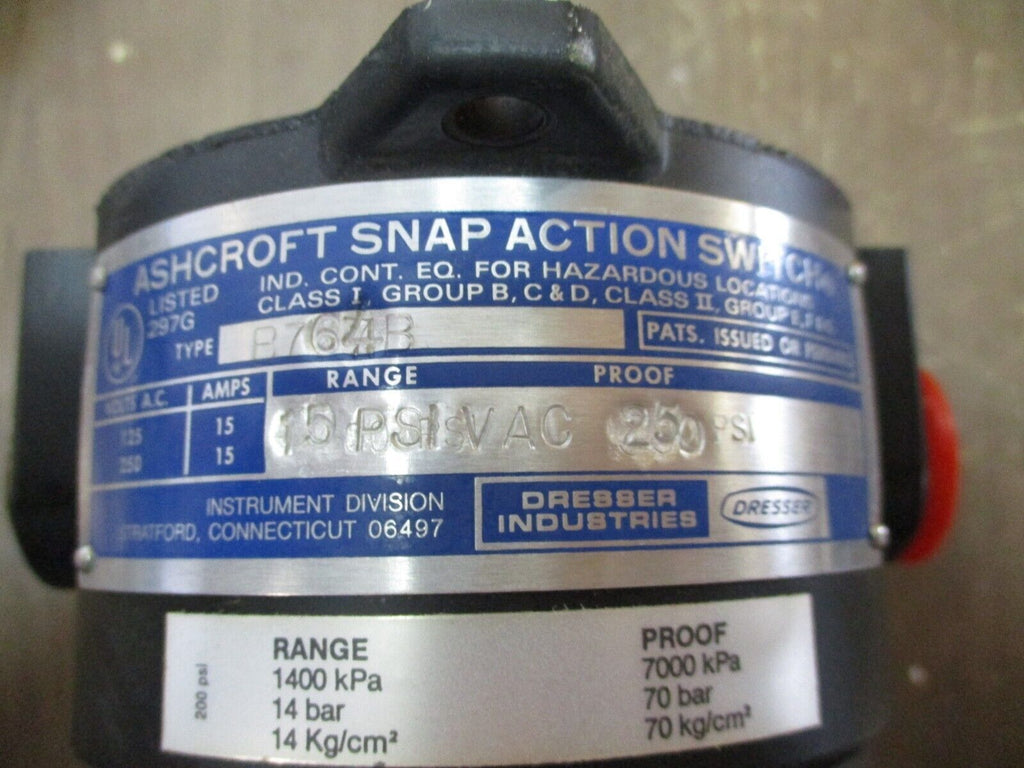 ASHCROFT SNAP ACTION SWITCH
IND. CONT. EQ. FOR HAZARDOUS LOCATIONS
CLASS I, GROUP B, C & D, CLASS II, GROUP E, F &
UL
LISTED
297G
TYPE
B764B
PATS. ISSUED OR
VOLTS A.C. AMPS
125 15
250 15
RANGE PROOF
15 PSI VAC 250 PSI
INSTRUMENT DIVISION
STRATFORD, CONNECTICUT 06497
DRESSER
INDUSTRIES
DRESSER
200 psi
RANGE
1400 kPa
14 bar
14 Kg/cm²
PROOF
7000 kPa
70 bar
70 kg/cm²